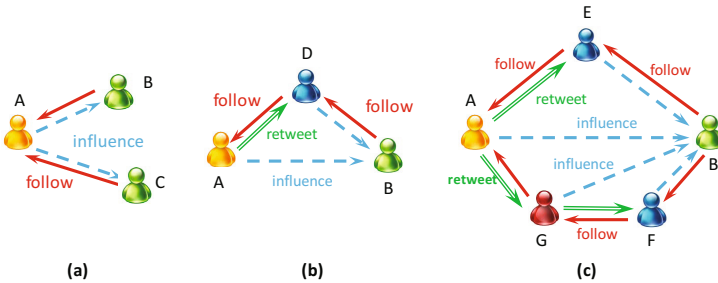 A
B
influence
follow
C
(a)
D
follow
follow
retweet
A
influence
B
(b)
E
follow
follow
A
retweet
influence
influence
B
retweet
G
follow
F
(c)